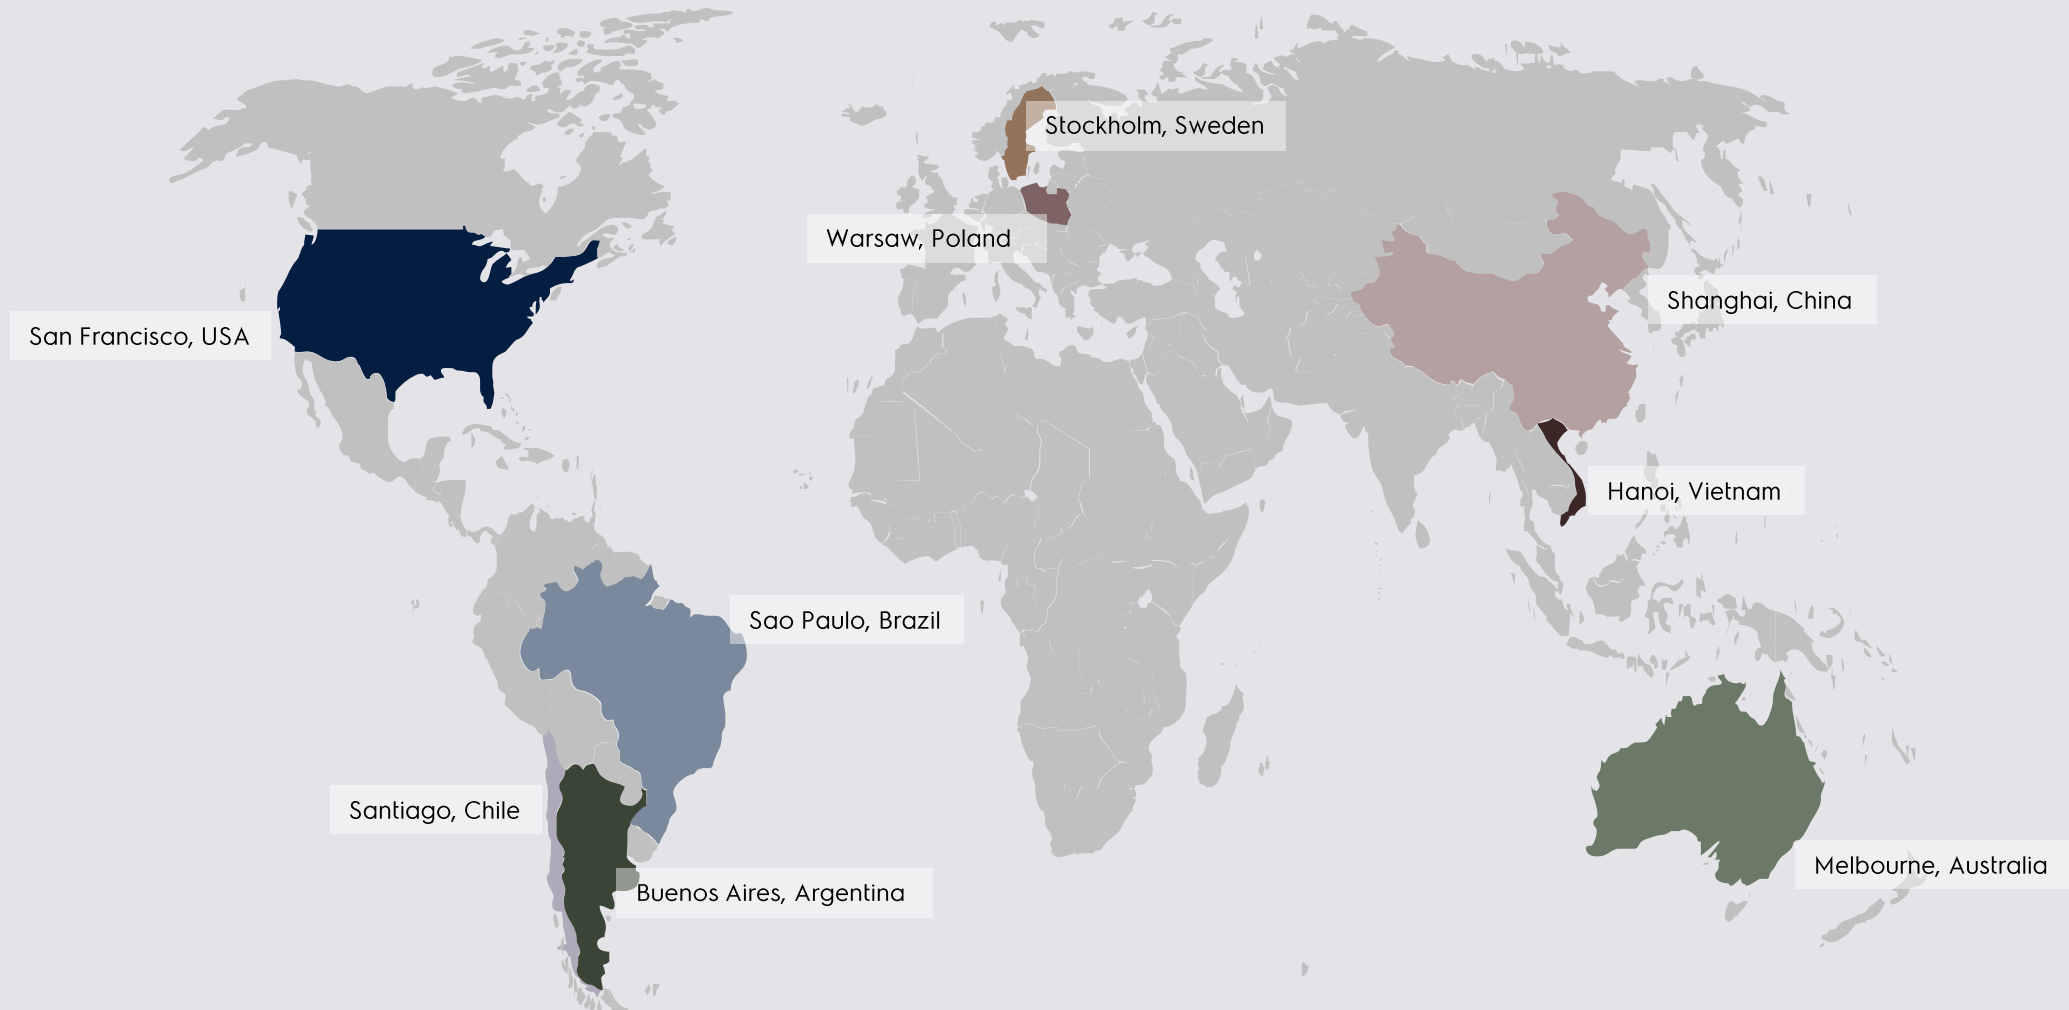 Stockholm, Sweden
Warsaw, Poland
Shanghai, China
San Francisco, USA
Hanoi, Vietnam
Sao Paulo, Brazil
Santiago, Chile
Melbourne, Australia
Buenos Aires, Argentina